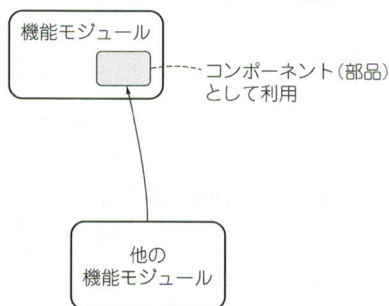 機能モジュール
コンポーネント(部品)
として利用
他の
機能モジュール